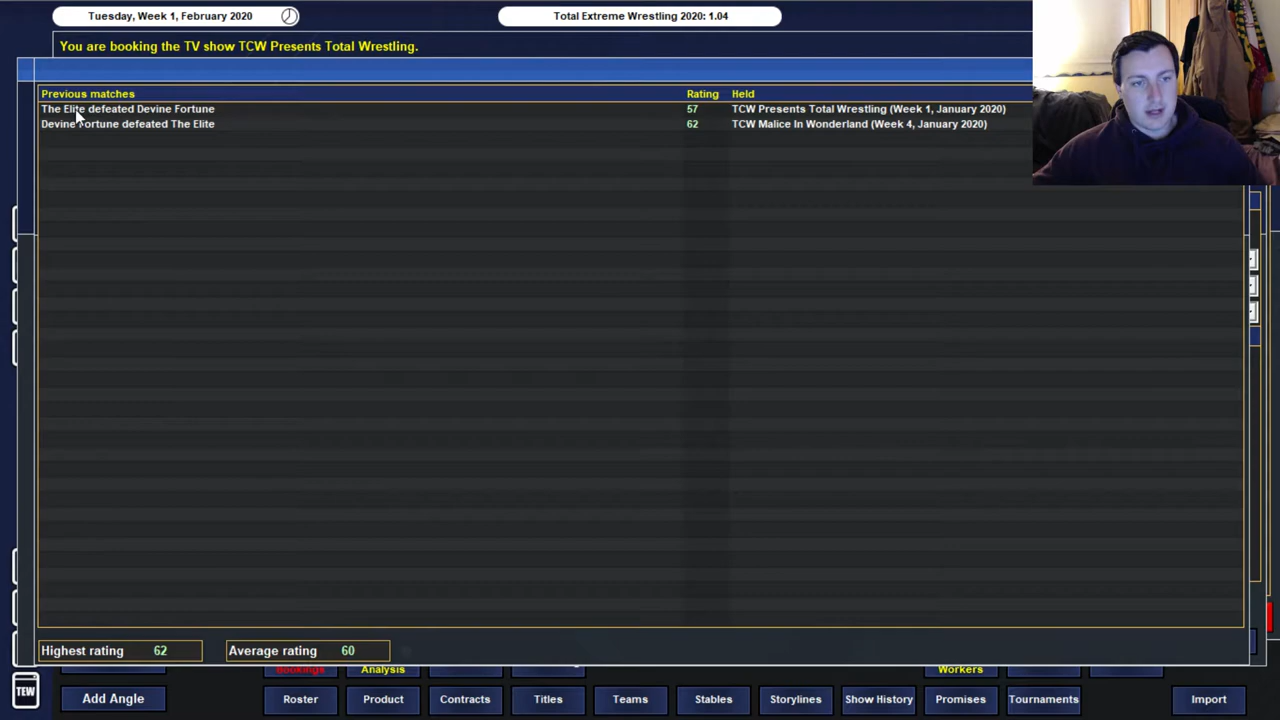 Tuesday, Week 1, February 2020
Total Extreme Wrestling 2020: 1.04
You are booking the TV show TCW Presents Total Wrestling.
Previous matches Rating Held
The Elite defeated Devine Fortune 57 TCW Presents Total Wrestling (Week 1, January 2020)
Devine Fortune defeated The Elite 62 TCW Malice In Wonderland (Week 4, January 2020)
Highest rating 62 Average rating 60
Bookings Analysis Workers
TEW Add Angle Roster Product Contracts Titles Teams Stables Storylines Show History Promises Tournaments Import